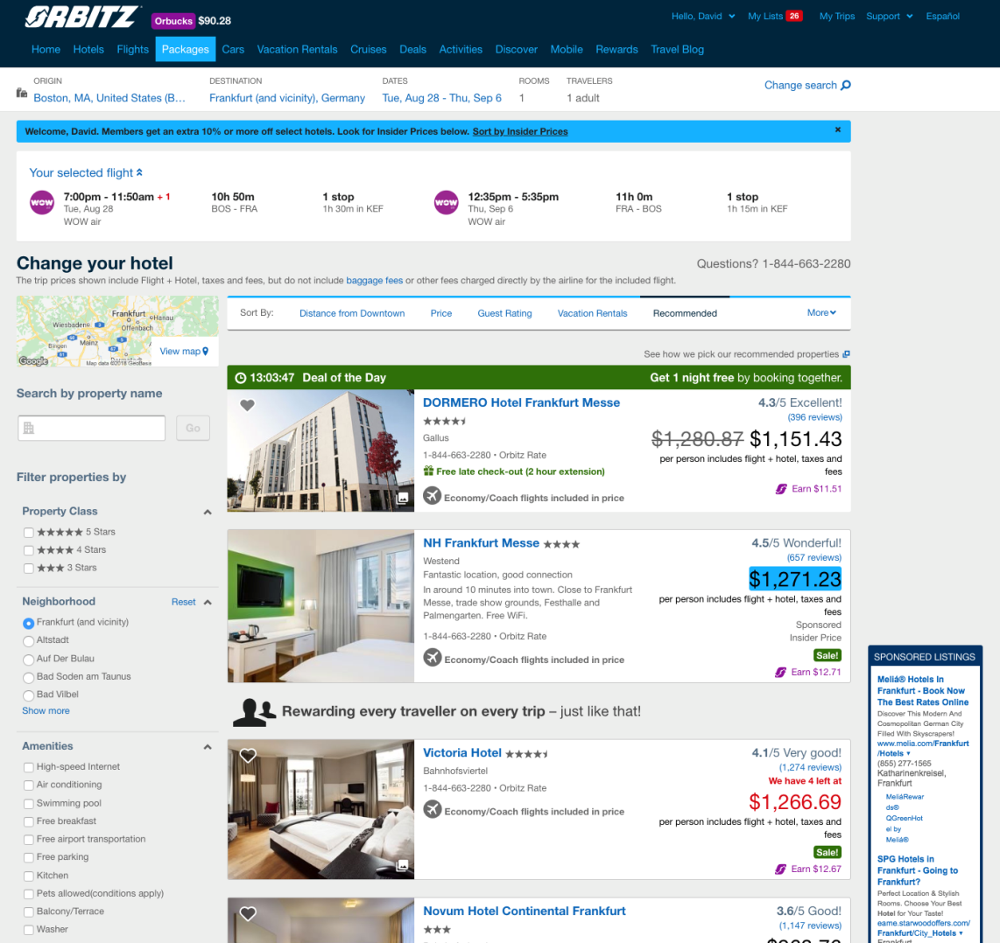 ORBITZ
Orbucks $90.28
Hello, David
My Lists 26
My Trips
Support
Español
Home
Hotels
Flights
Packages
Cars
Vacation Rentals
Cruises
Deals
Activities
Discover
Mobile
Rewards
Travel Blog
ORIGIN
Boston, MA, United States (B...
DESTINATION
Frankfurt (and vicinity), Germany
DATES
Tue, Aug 28 - Thu, Sep 6
ROOMS
1
TRAVELERS
1 adult
Change search
Welcome, David. Members get an extra 10% or more off select hotels. Look for Insider Prices below. Sort by Insider Prices
×
Your selected flight
wow
7:00pm - 11:50am + 1
Tue, Aug 28
WOW air
10h 50m
BOS - FRA
1 stop
1h 30m in KEF
wow
12:35pm - 5:35pm
Thu, Sep 6
WOW air
11h 0m
FRA - BOS
1 stop
1h 15m in KEF
Change your hotel
Questions? 1-844-663-2280
The trip prices shown include Flight + Hotel, taxes and fees, but do not include baggage fees or other fees charged directly by the airline for the included flight.
Frankfurt
Hanau
Wiesbaden
Offenbach
Mainz
Bingen
Google
View map
Sort By:
Distance from Downtown
Price
Guest Rating
Vacation Rentals
Recommended
More
See how we pick our recommended properties
Search by property name
Go
Filter properties by
Property Class
★★★★★ 5 Stars
★★★★ 4 Stars
★★★ 3 Stars
Neighborhood
Reset
Frankfurt (and vicinity)
Altstadt
Auf Der Bulau
Bad Soden am Taunus
Bad Vilbel
Show more
Amenities
High-speed Internet
Air conditioning
Swimming pool
Free breakfast
Free airport transportation
Free parking
Kitchen
Pets allowed(conditions apply)
Balcony/Terrace
Washer
13:03:47 Deal of the Day
Get 1 night free by booking together.
DORMERO Hotel Frankfurt Messe
Gallus
1-844-663-2280 • Orbitz Rate
Free late check-out (2 hour extension)
Economy/Coach flights included in price
4.3/5 Excellent!
(396 reviews)
$1,280.87 $1,151.43
per person includes flight + hotel, taxes and
fees
Earn $11.51
NH Frankfurt Messe ★★★★
Westend
Fantastic location, good connection
In around 10 minutes into town. Close to Frankfurt
Messe, trade show grounds, Festhalle and
Palmengarten. Free WiFi.
1-844-663-2280 • Orbitz Rate
Economy/Coach flights included in price
4.5/5 Wonderful!
(657 reviews)
$1,271.23
per person includes flight + hotel, taxes and
fees
Sponsored
Insider Price
Sale!
Earn $12.71
Rewarding every traveller on every trip – just like that!
Victoria Hotel
Bahnhofsviertel
1-844-663-2280 • Orbitz Rate
Economy/Coach flights included in price
4.1/5 Very good!
(1,274 reviews)
We have 4 left at
$1,266.69
per person includes flight + hotel, taxes and
fees
Sale!
Earn $12.67
Novum Hotel Continental Frankfurt
★★★
3.6/5 Good!
(1,147 reviews)
SPONSORED LISTINGS
Meliá® Hotels In
Frankfurt - Book Now
The Best Rates Online
Discover This Modern And
Cosmopolitan German City
Filled With Skyscrapers!
www.melia.com/Frankfurt
/Hotels ▾
(855) 277-1565
Katharinenkreisel,
Frankfurt
MeliáRewar
ds®
QGreenHot
el by
Meliá®
SPG Hotels in
Frankfurt - Going to
Frankfurt?
Perfect Location & Stylish
Rooms. Choose Your Best
Hotel for Your Taste!
eame.starwoodoffers.com/
Frankfurt/City_Hotels ▾
Frankfurt